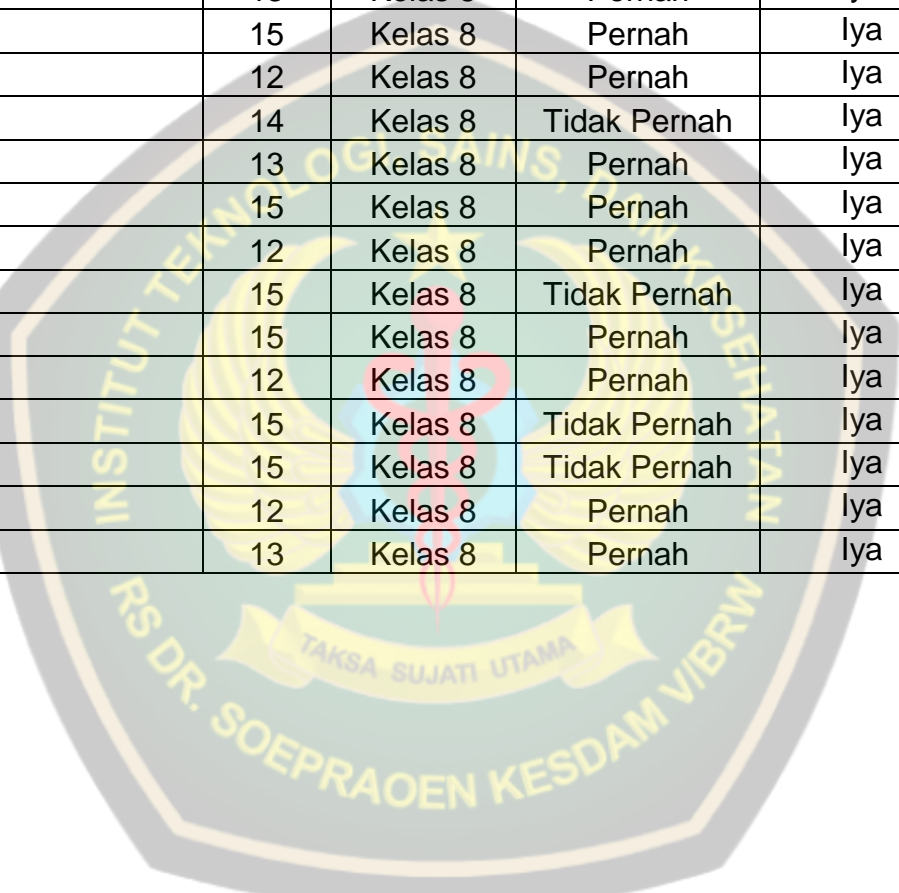 15 Kelas 8 Pernah Iya
12 Kelas 8 Pernah Iya
14 Kelas 8 Tidak Pernah Iya
13 Kelas 8 Pernah Iya
15 Kelas 8 Pernah Iya
12 Kelas 8 Pernah Iya
15 Kelas 8 Tidak Pernah Iya
15 Kelas 8 Pernah Iya
12 Kelas 8 Pernah Iya
15 Kelas 8 Tidak Pernah Iya
15 Kelas 8 Tidak Pernah Iya
12 Kelas 8 Pernah Iya
13 Kelas 8 Pernah Iya
INSTITUT TEKNOLOGI, SAINS, DAN KESEHATAN
TAKSA SUJATI UTAMA
RS DR. SOEPRAOEN KESDAM V/BRW